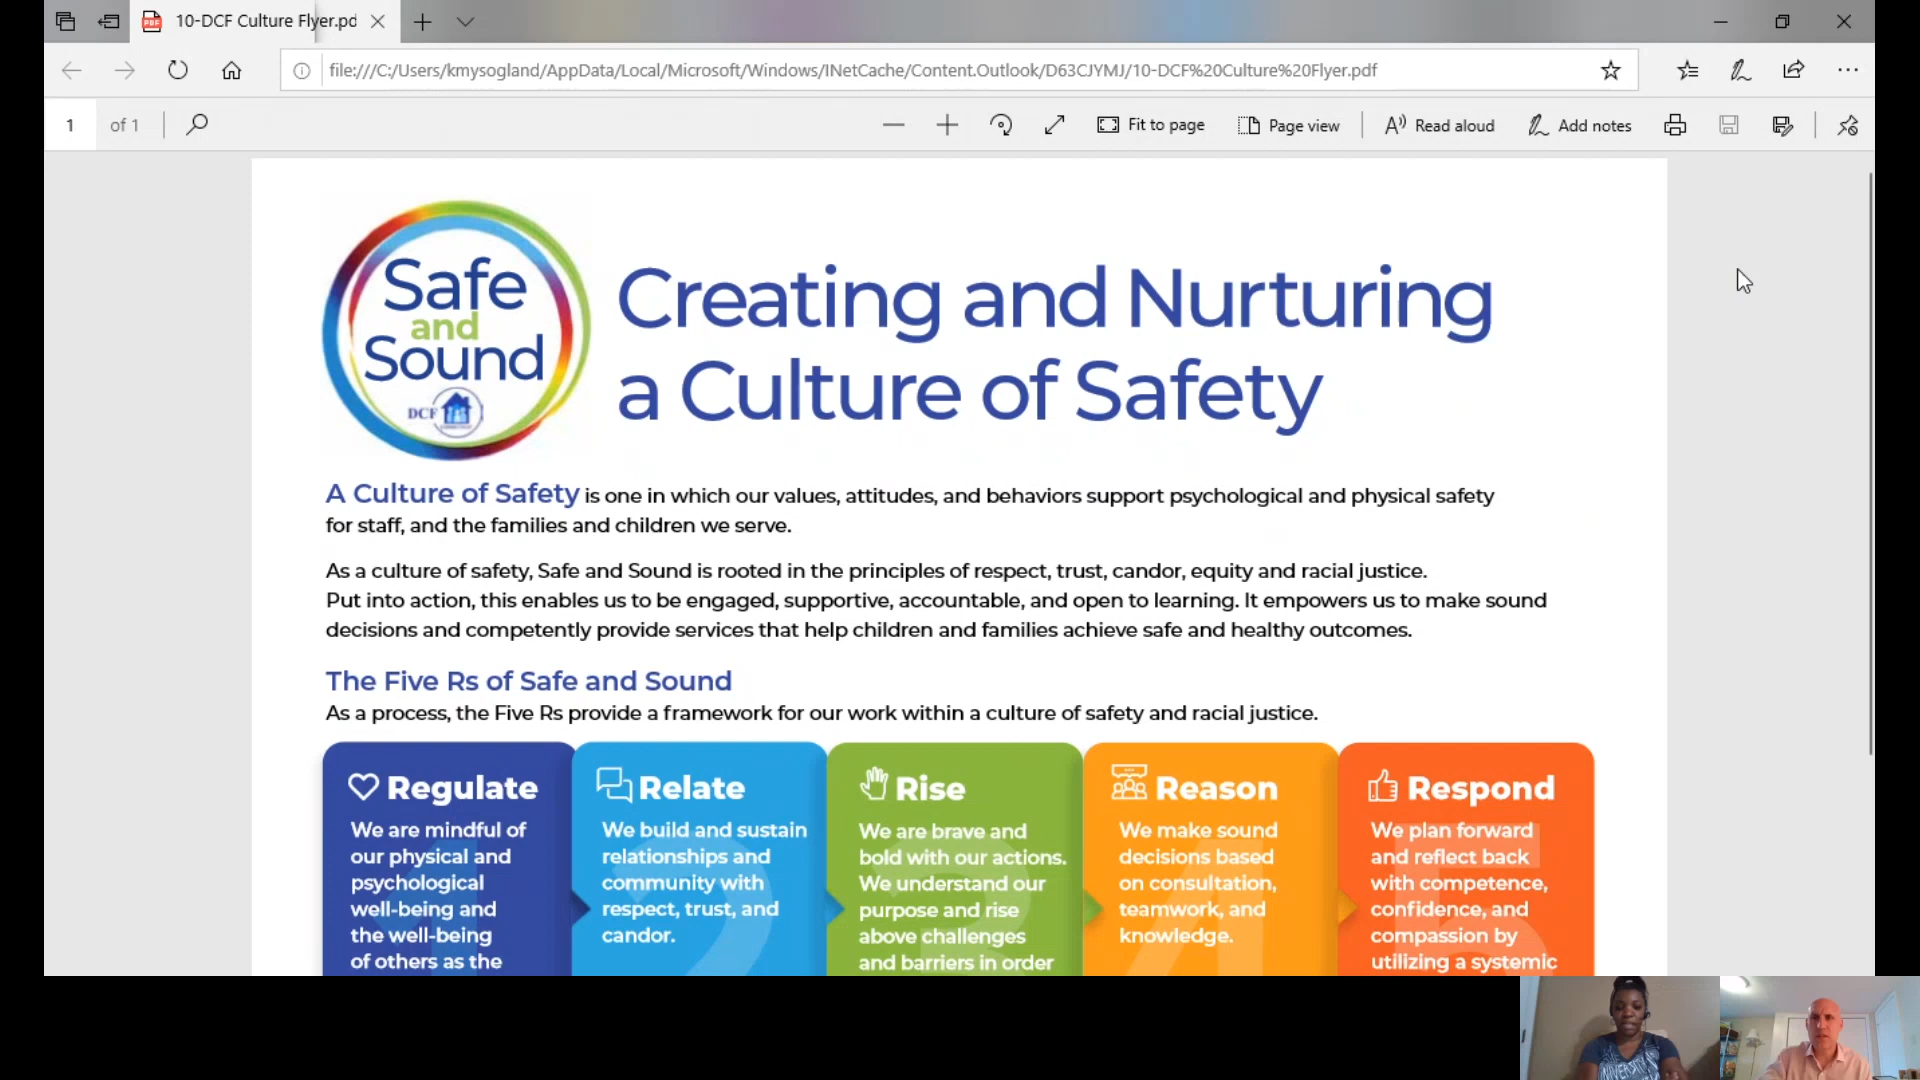 10-DCF Culture Flyer.pd
file:///C:/Users/kmysogland/AppData/Local/Microsoft/Windows/INetCache/Content.Outlook/D63CJYMJ/10-DCF%20Culture%20Flyer.pdf
1 of 1
Fit to page
Page view
Read aloud
Add notes
Safe
and
Sound
DCF
Creating and Nurturing
a Culture of Safety
A Culture of Safety is one in which our values, attitudes, and behaviors support psychological and physical safety
for staff, and the families and children we serve.
As a culture of safety, Safe and Sound is rooted in the principles of respect, trust, candor, equity and racial justice.
Put into action, this enables us to be engaged, supportive, accountable, and open to learning. It empowers us to make sound
decisions and competently provide services that help children and families achieve safe and healthy outcomes.
The Five Rs of Safe and Sound
As a process, the Five Rs provide a framework for our work within a culture of safety and racial justice.
Regulate
We are mindful of
our physical and
psychological
well-being and
the well-being
of others as the
Relate
We build and sustain
relationships and
community with
respect, trust, and
candor.
Rise
We are brave and
bold with our actions.
We understand our
purpose and rise
above challenges
and barriers in order
Reason
We make sound
decisions based
on consultation,
teamwork, and
knowledge.
Respond
We plan forward
and reflect back
with competence,
confidence, and
compassion by
utilizing a systemic